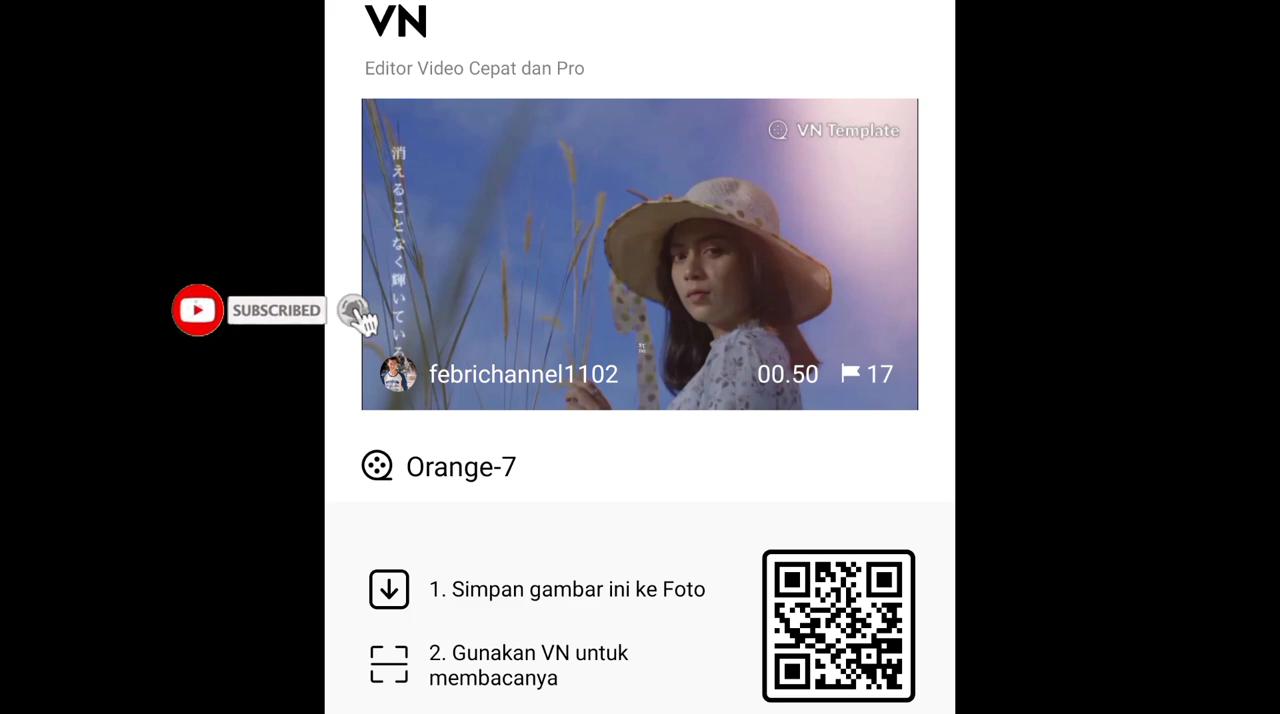 VN
Editor Video Cepat dan Pro
VN Template
消えることなく輝いている
SUBSCRIBED
febrichannel1102
00.50
17
Orange-7
1. Simpan gambar ini ke Foto
2. Gunakan VN untuk
membacanya